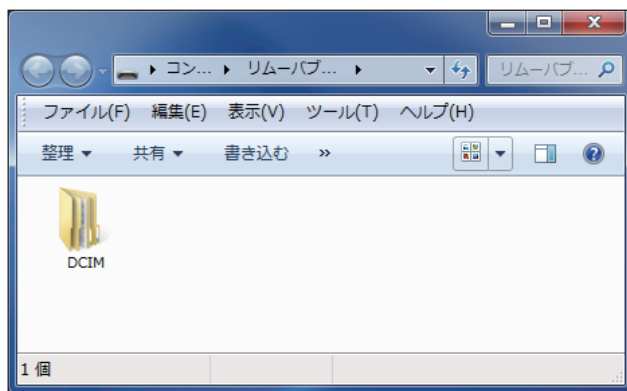 コン... リムーバブ... リムーバブ...
ファイル(F) 編集(E) 表示(V) ツール(T) ヘルプ(H)
整理 共有 書き込む »
DCIM
1 個